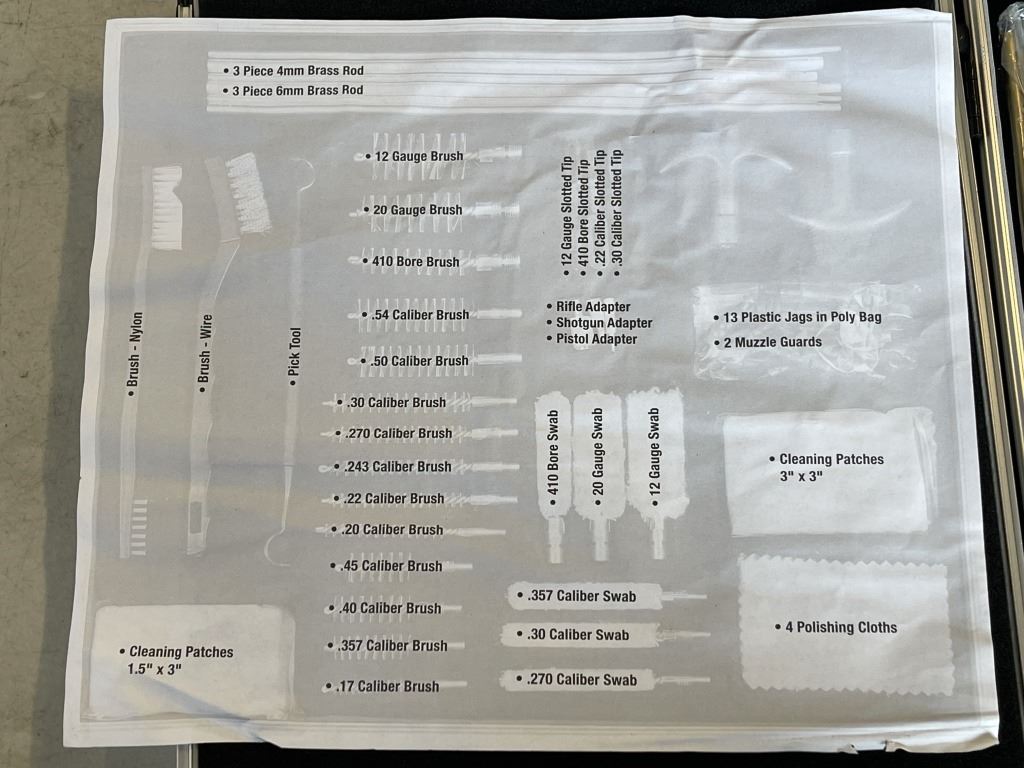 • 3 Piece 4mm Brass Rod
• 3 Piece 6mm Brass Rod
• Brush - Nylon
• Brush - Wire
• Pick Tool
• 12 Gauge Brush
• 20 Gauge Brush
• 410 Bore Brush
• .54 Caliber Brush
• .50 Caliber Brush
• .30 Caliber Brush
• .270 Caliber Brush
• .243 Caliber Brush
• .22 Caliber Brush
• .20 Caliber Brush
• .45 Caliber Brush
• .40 Caliber Brush
• .357 Caliber Brush
• .17 Caliber Brush
• 12 Gauge Slotted Tip
• 410 Bore Slotted Tip
• .22 Caliber Slotted Tip
• .30 Caliber Slotted Tip
• Rifle Adapter
• Shotgun Adapter
• Pistol Adapter
• 410 Bore Swab
• 20 Gauge Swab
• 12 Gauge Swab
• .357 Caliber Swab
• .30 Caliber Swab
• .270 Caliber Swab
• 13 Plastic Jags in Poly Bag
• 2 Muzzle Guards
• Cleaning Patches
3" x 3"
• 4 Polishing Cloths
• Cleaning Patches
1.5" x 3"